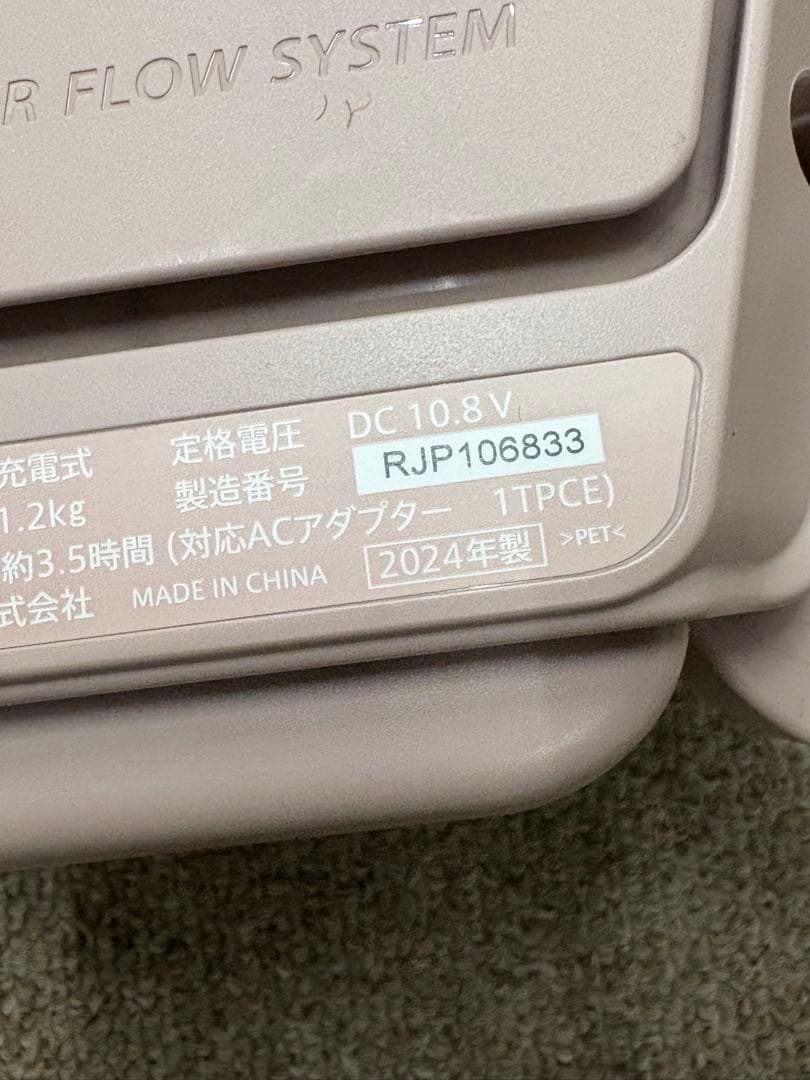 R FLOW SYSTEM
充電式 定格電圧 DC 10.8 V
1.2kg 製造番号 RJP106833
約3.5時間 (対応ACアダプター 1TPCE)
式会社 MADE IN CHINA 2024年製 >PET<